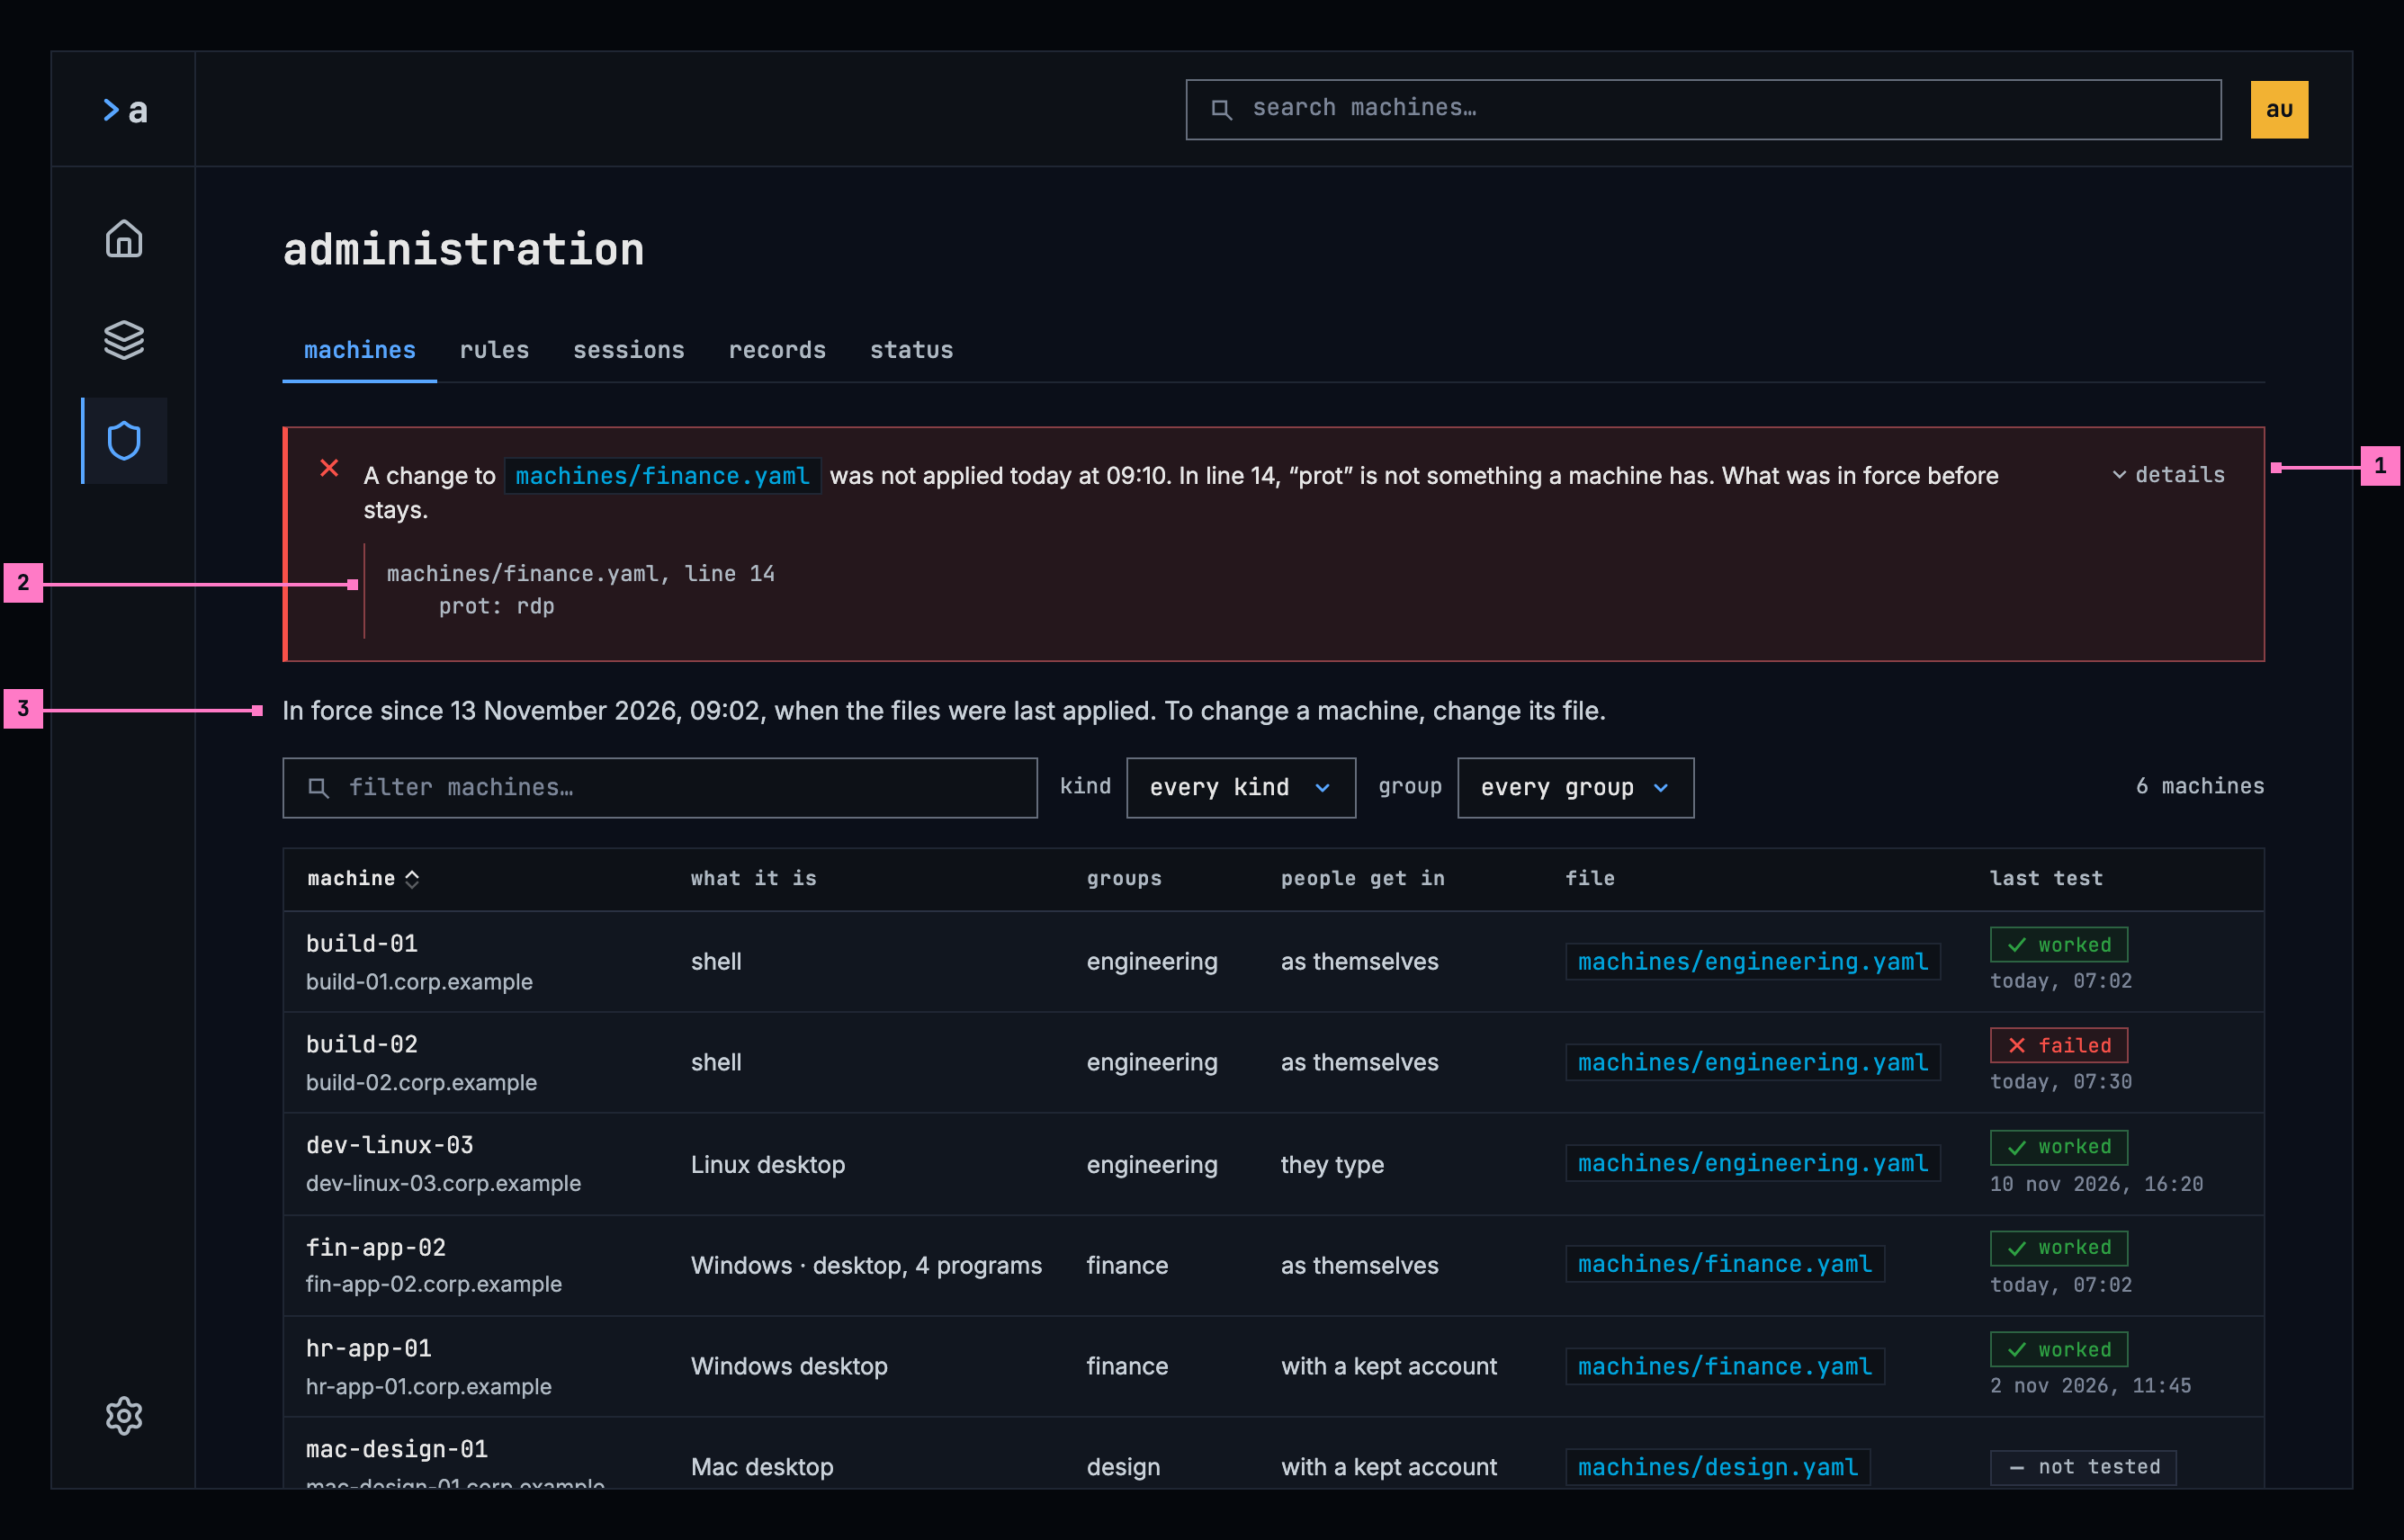 > a
search machines…
au
administration
machines rules sessions records status
A change to machines/finance.yaml was not applied today at 09:10. In line 14, “prot” is not something a machine has. What was in force before
stays.
details
1
machines/finance.yaml, line 14
prot: rdp
2
In force since 13 November 2026, 09:02, when the files were last applied. To change a machine, change its file.
3
filter machines…
kind every kind group every group
6 machines
machine what it is groups people get in file last test
build-01
build-01.corp.example
shell engineering as themselves machines/engineering.yaml
worked
today, 07:02
build-02
build-02.corp.example
shell engineering as themselves machines/engineering.yaml
failed
today, 07:30
dev-linux-03
dev-linux-03.corp.example
Linux desktop engineering they type machines/engineering.yaml
worked
10 nov 2026, 16:20
fin-app-02
fin-app-02.corp.example
Windows · desktop, 4 programs finance as themselves machines/finance.yaml
worked
today, 07:02
hr-app-01
hr-app-01.corp.example
Windows desktop finance with a kept account machines/finance.yaml
worked
2 nov 2026, 11:45
mac-design-01
mac-design-01.corp.example
Mac desktop design with a kept account machines/design.yaml
not tested